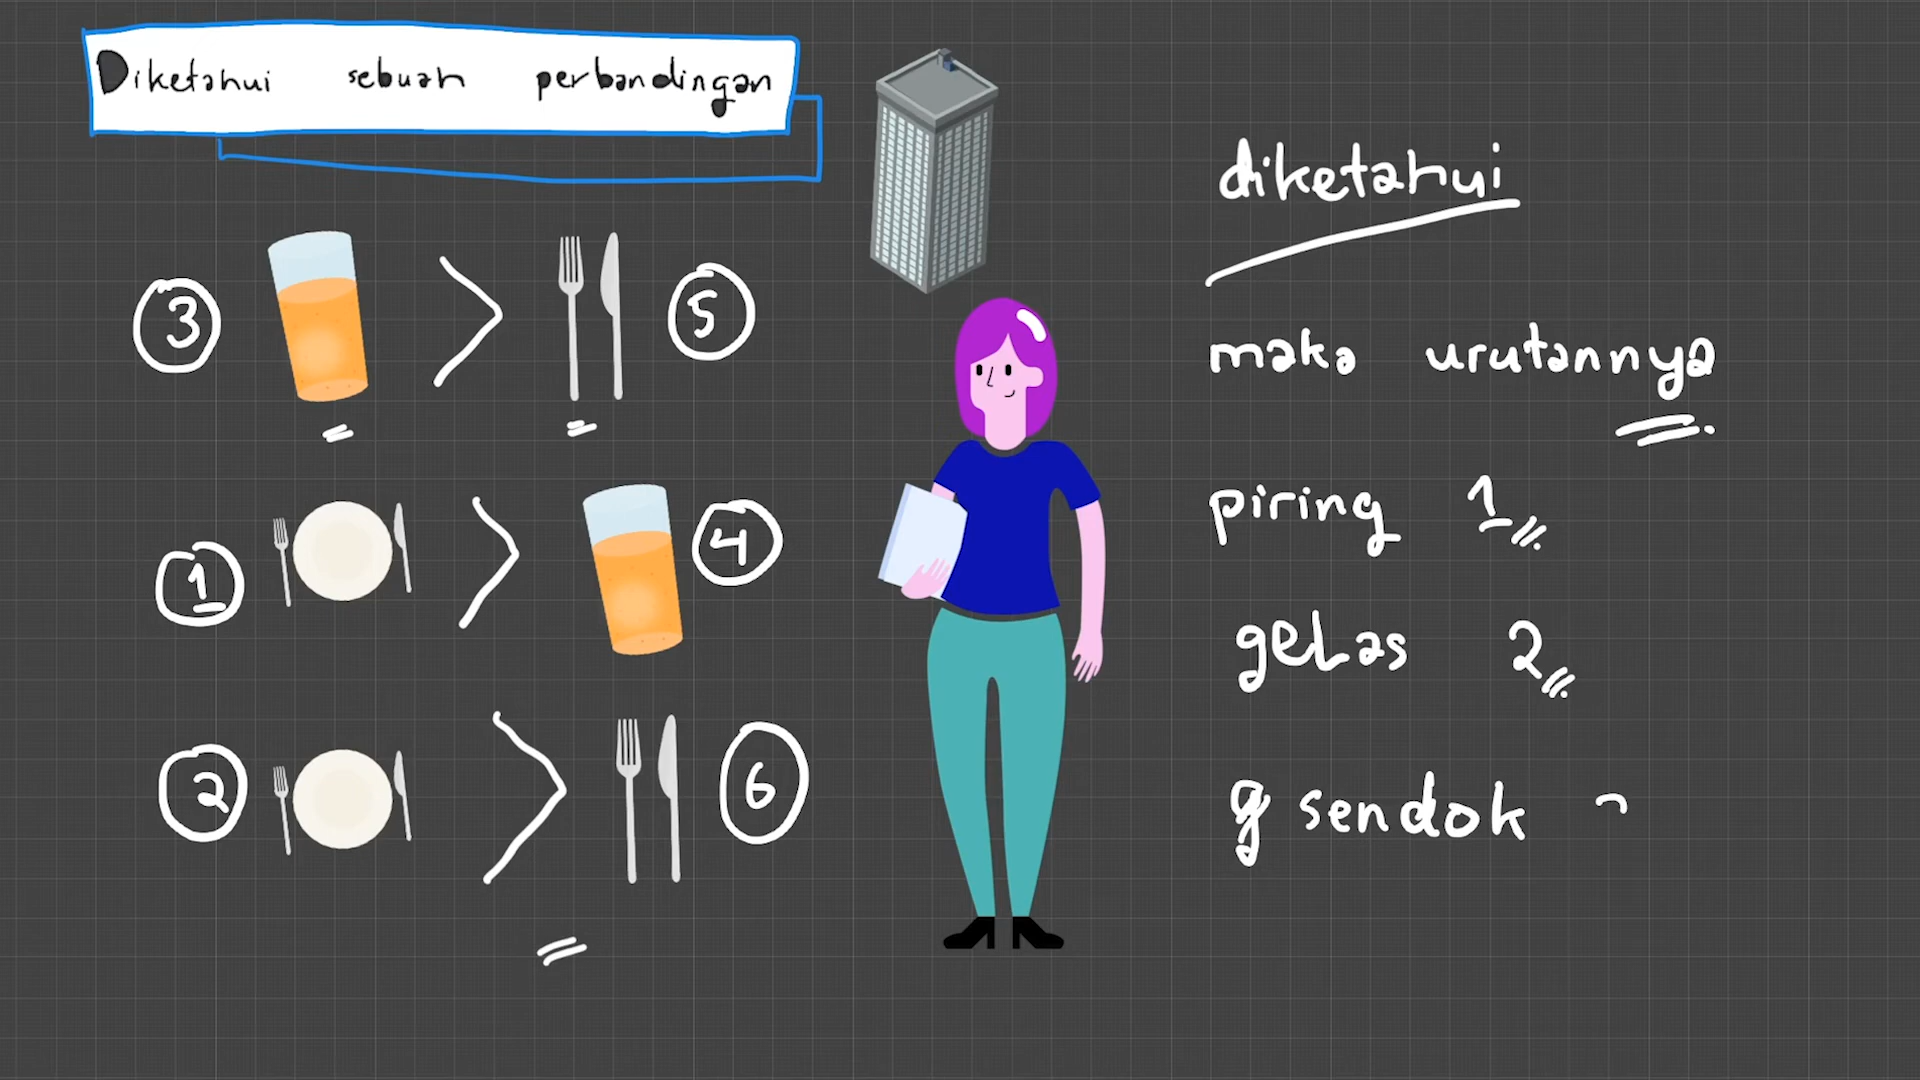 Diketahui sebuah perbandingan
3 > 5
1 > 4
2 > 6
diketahui
maka urutannya
piring 1
gelas 2
g sendok